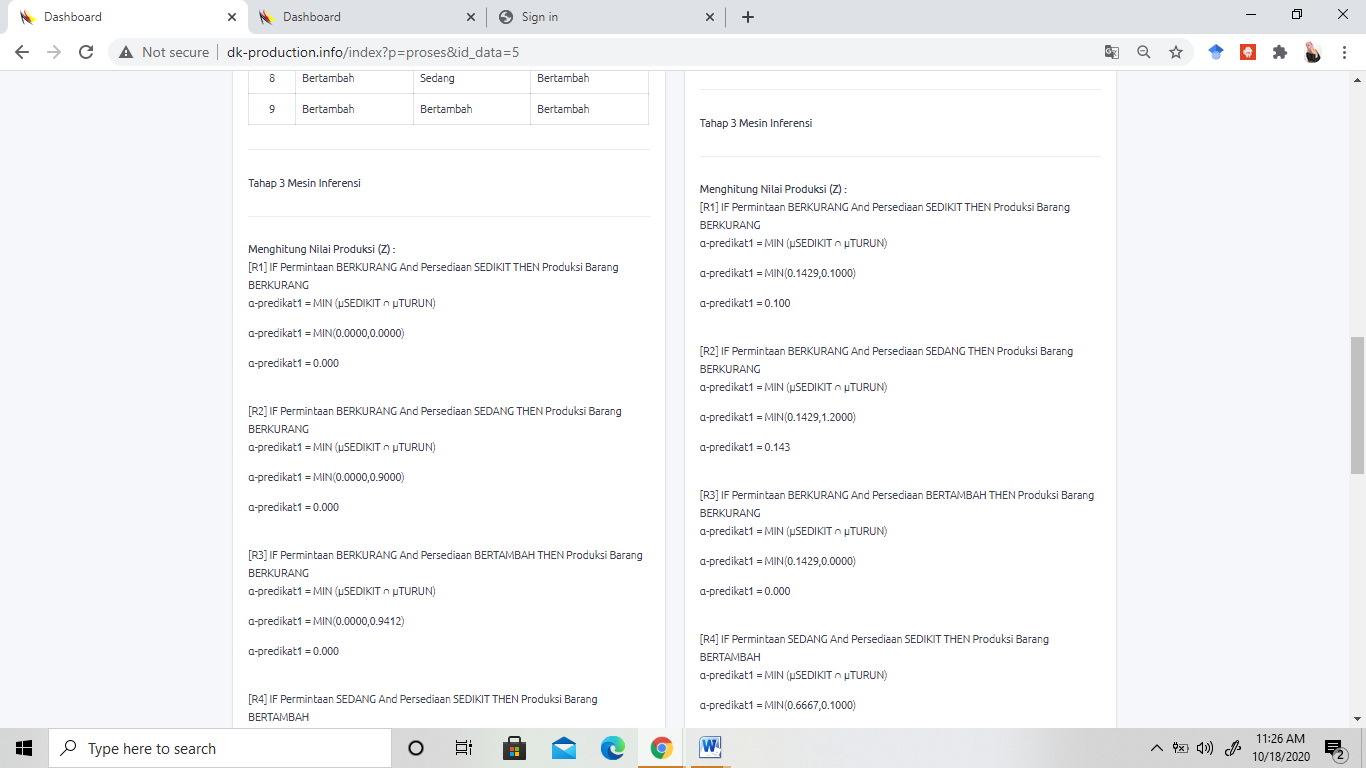 Dashboard
Dashboard
Sign in
Not secure
dk-production.info/index?p=proses&id_data=5
8 Bertambah Sedang Bertambah
9 Bertambah Bertambah Bertambah
Tahap 3 Mesin Inferensi
Menghitung Nilai Produksi (Z) :
[R1] IF Permintaan BERKURANG And Persediaan SEDIKIT THEN Produksi Barang
BERKURANG
α-predikat1 = MIN (μSEDIKIT ∩ μTURUN)
α-predikat1 = MIN(0.0000,0.0000)
α-predikat1 = 0.000
[R2] IF Permintaan BERKURANG And Persediaan SEDANG THEN Produksi Barang
BERKURANG
α-predikat1 = MIN (μSEDIKIT ∩ μTURUN)
α-predikat1 = MIN(0.0000,0.9000)
α-predikat1 = 0.000
[R3] IF Permintaan BERKURANG And Persediaan BERTAMBAH THEN Produksi Barang
BERKURANG
α-predikat1 = MIN (μSEDIKIT ∩ μTURUN)
α-predikat1 = MIN(0.0000,0.9412)
α-predikat1 = 0.000
[R4] IF Permintaan SEDANG And Persediaan SEDIKIT THEN Produksi Barang
BERTAMBAH
Tahap 3 Mesin Inferensi
Menghitung Nilai Produksi (Z) :
[R1] IF Permintaan BERKURANG And Persediaan SEDIKIT THEN Produksi Barang
BERKURANG
α-predikat1 = MIN (μSEDIKIT ∩ μTURUN)
α-predikat1 = MIN(0.1429,0.1000)
α-predikat1 = 0.100
[R2] IF Permintaan BERKURANG And Persediaan SEDANG THEN Produksi Barang
BERKURANG
α-predikat1 = MIN (μSEDIKIT ∩ μTURUN)
α-predikat1 = MIN(0.1429,1.2000)
α-predikat1 = 0.143
[R3] IF Permintaan BERKURANG And Persediaan BERTAMBAH THEN Produksi Barang
BERKURANG
α-predikat1 = MIN (μSEDIKIT ∩ μTURUN)
α-predikat1 = MIN(0.1429,0.0000)
α-predikat1 = 0.000
[R4] IF Permintaan SEDANG And Persediaan SEDIKIT THEN Produksi Barang
BERTAMBAH
α-predikat1 = MIN (μSEDIKIT ∩ μTURUN)
α-predikat1 = MIN(0.6667,0.1000)
Type here to search
11:26 AM
10/18/2020
2